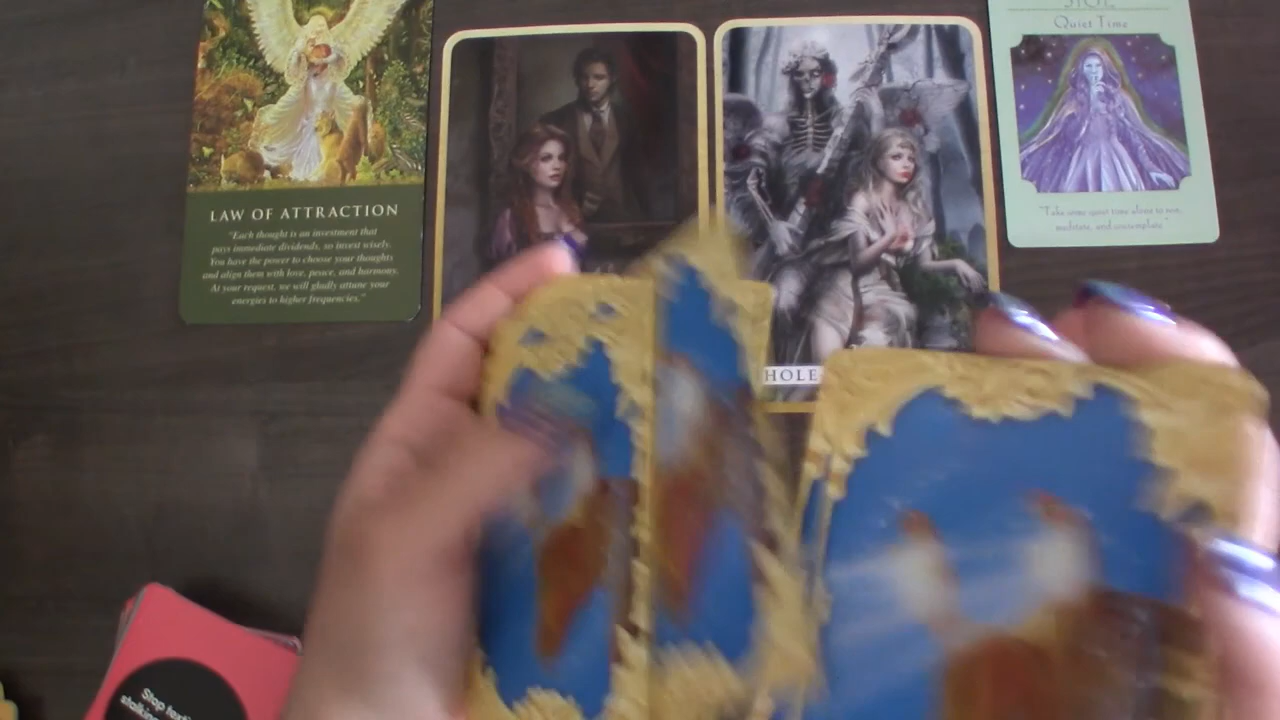 LAW OF ATTRACTION
"Each thought is an investment that
pays immediate dividends, so invest wisely.
You have the power to choose your thoughts
and align them with love, peace, and harmony.
At your request, we will gladly attune your
energies to higher frequencies."
HOLE
Quiet Time
"Take some quiet time alone to rest,
meditate, and contemplate"
Stop